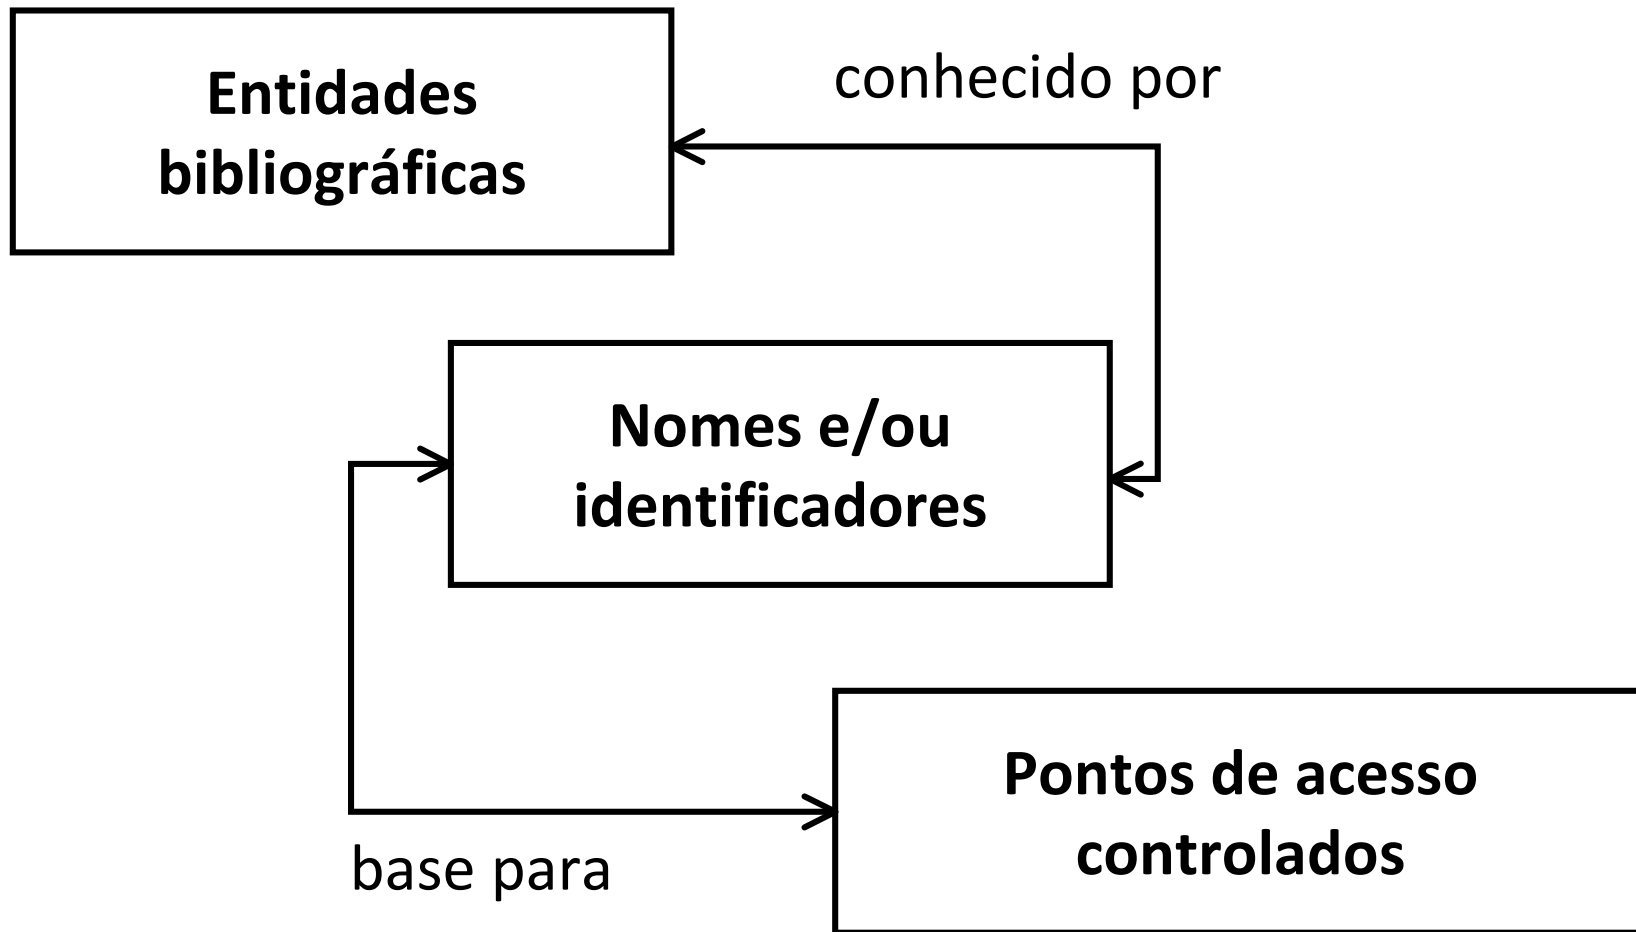 Entidades
bibliográficas
conhecido por
Nomes e/ou
identificadores
Pontos de acesso
controlados
base para